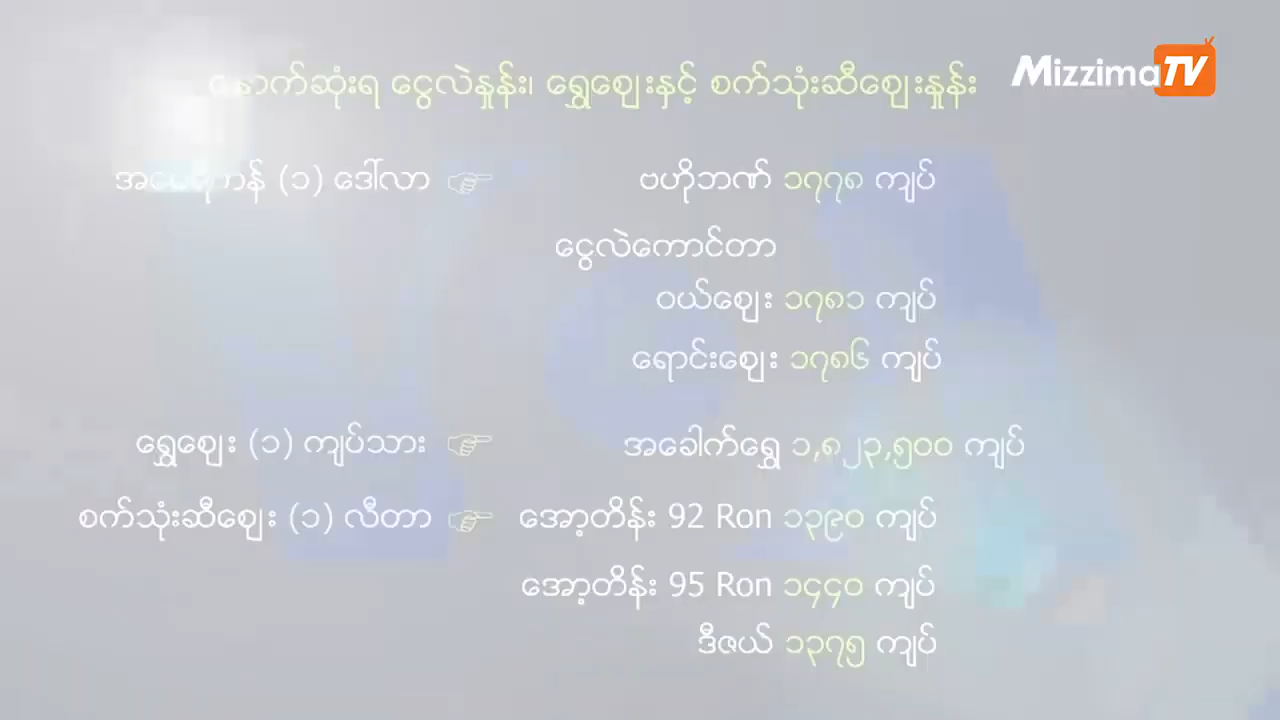 နောက်ဆုံးရ ငွေလဲနှုန်း၊ ရွှေဈေးနှင့် စက်သုံးဆီဈေးနှုန်း
MizzimaTV
အမေရိကန် (၁) ဒေါ်လာ ☞ ဗဟိုဘဏ် ၁၇၇၈ ကျပ်
ငွေလဲကောင်တာ
ဝယ်ဈေး ၁၇၈၁ ကျပ်
ရောင်းဈေး ၁၇၈၆ ကျပ်
ရွှေဈေး (၁) ကျပ်သား ☞ အခေါက်ရွှေ ၁,၈၂၃,၅၀၀ ကျပ်
စက်သုံးဆီဈေး (၁) လီတာ ☞ အော့တိန်း 92 Ron ၁၃၉၀ ကျပ်
အော့တိန်း 95 Ron ၁၄၄၀ ကျပ်
ဒီဇယ် ၁၃၇၅ ကျပ်